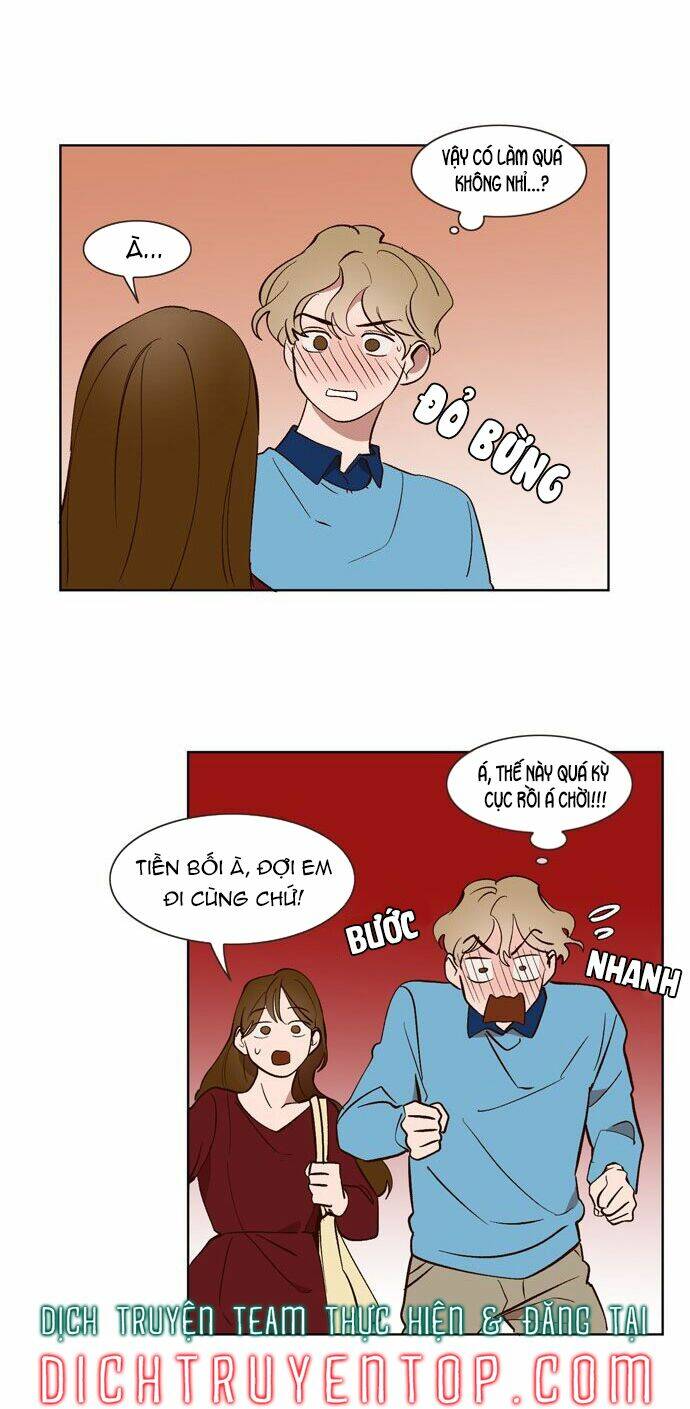 VẬY CÓ LÀM QUÁ
KHÔNG NHỈ...?
À...
ĐỎ BỪNG
Á, THẾ NÀY QUÁ KỲ
CỤC RỒI Á CHỜI!!!
TIỀN BỐI À, ĐỢI EM
ĐI CÙNG CHỨ!
BƯỚC
NHANH
DỊCH TRUYỆN TEAM THỰC HIỆN & ĐĂNG TẠI
DICHTRUYENTOP.COM